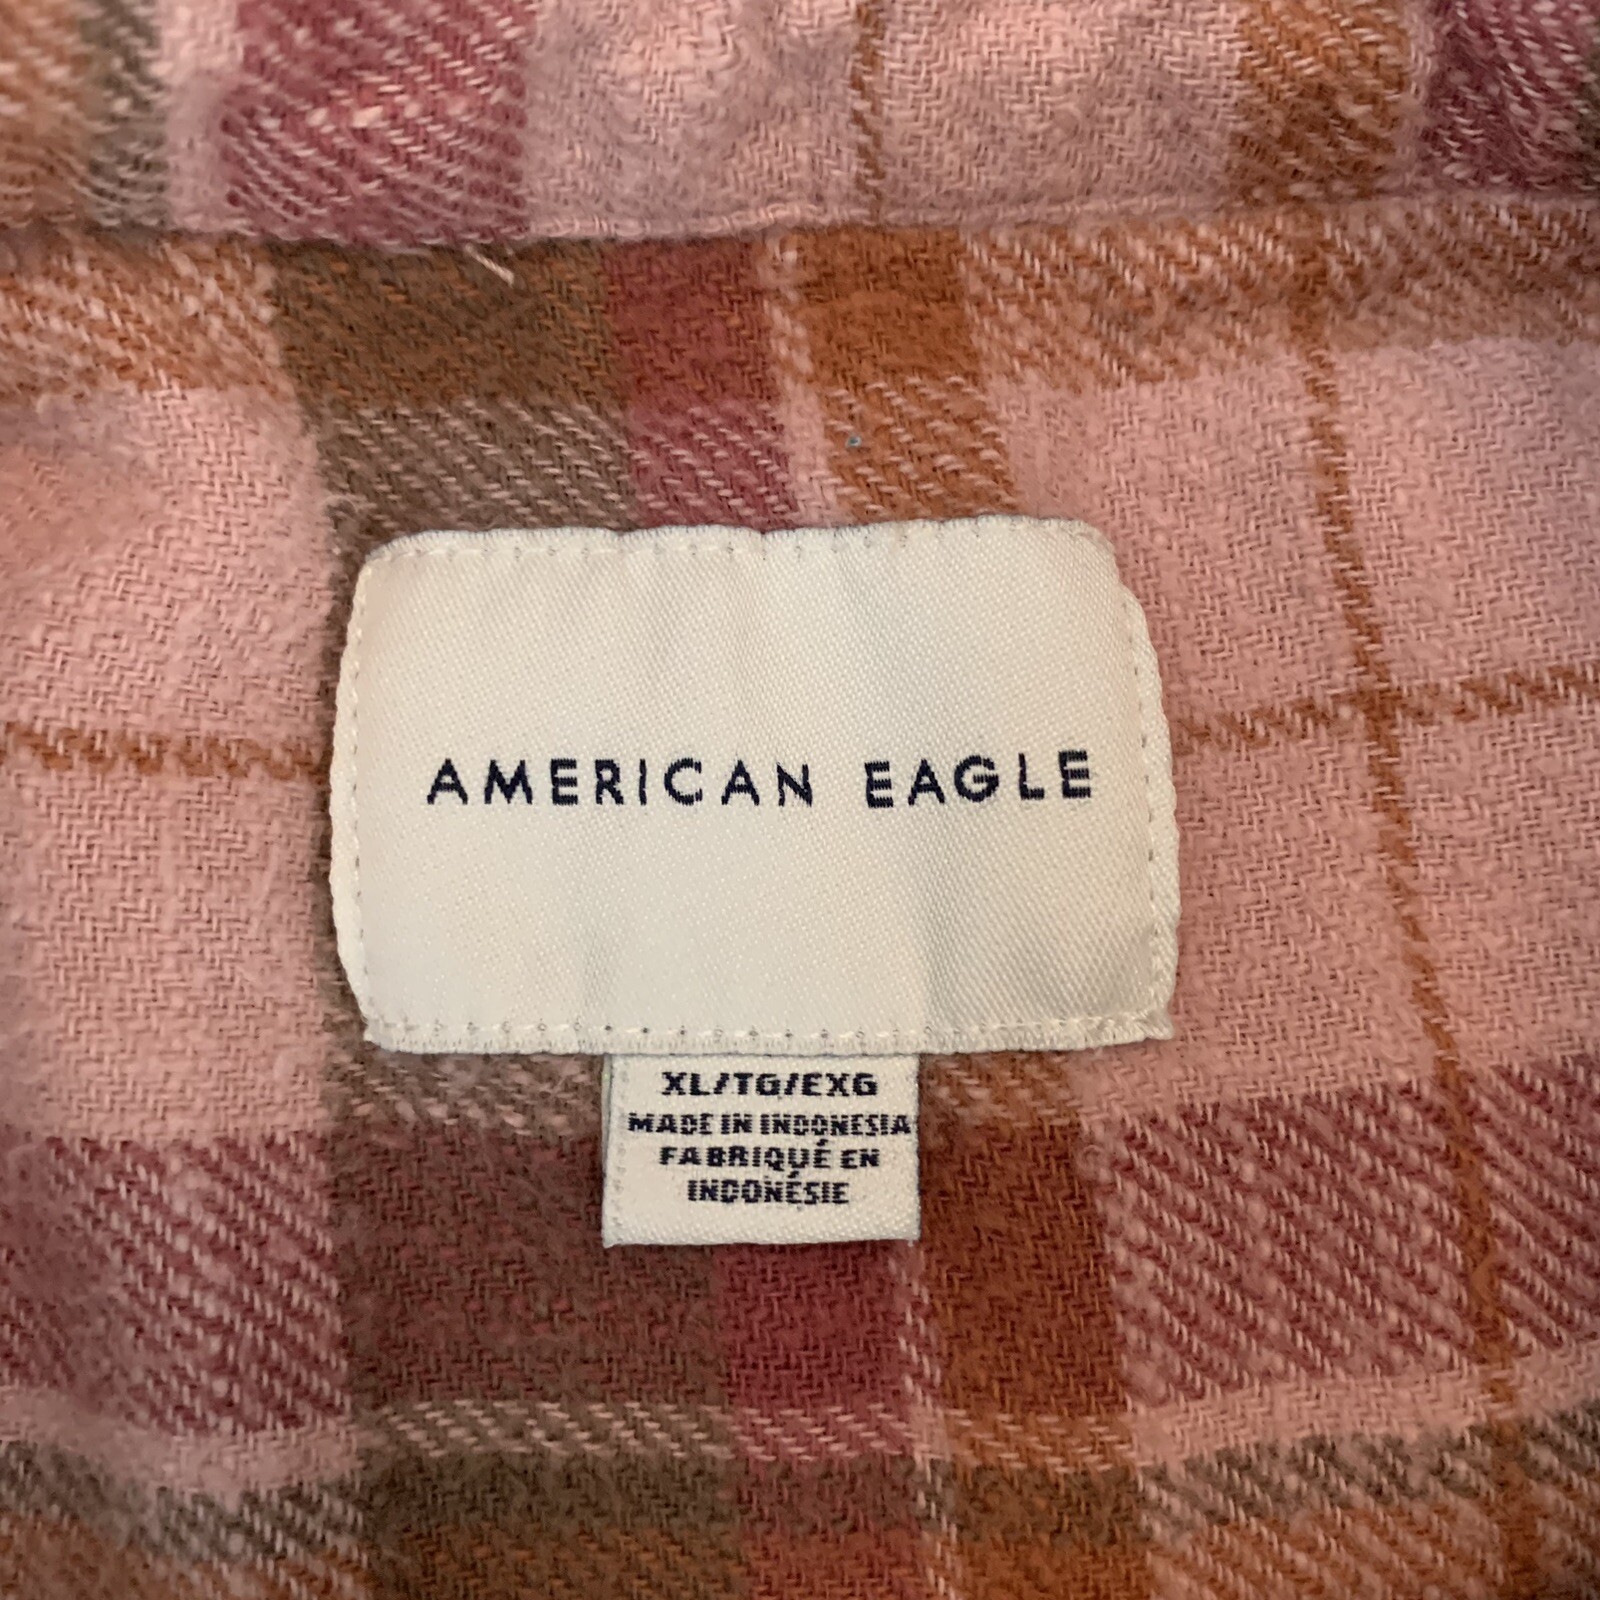 AMERICAN EAGLE
XL/TG/EXG
MADE IN INDONESIA
FABRIQUÉ EN
INDONÉSIE